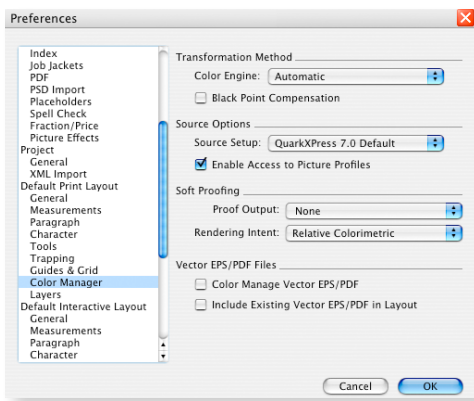 Preferences
Index
Job Jackets
PDF
PSD Import
Placeholders
Spell Check
Fraction/Price
Picture Effects
Project
General
XML Import
Default Print Layout
General
Measurements
Paragraph
Character
Tools
Trapping
Guides & Grid
Color Manager
Layers
Default Interactive Layout
General
Measurements
Paragraph
Character
Transformation Method
Color Engine: Automatic
Black Point Compensation
Source Options
Source Setup: QuarkXPress 7.0 Default
Enable Access to Picture Profiles
Soft Proofing
Proof Output: None
Rendering Intent: Relative Colorimetric
Vector EPS/PDF Files
Color Manage Vector EPS/PDF
Include Existing Vector EPS/PDF in Layout
Cancel OK